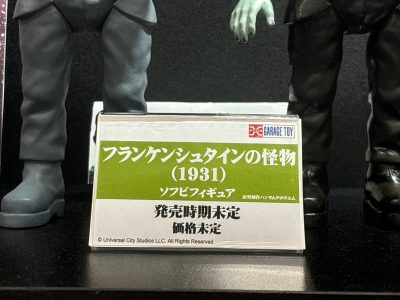 GARAGE TOY
フランケンシュタインの怪物
(1931)
ソフビフィギュア
発売時期未定
価格未定
© Universal City Studios LLC. All Rights Reserved.